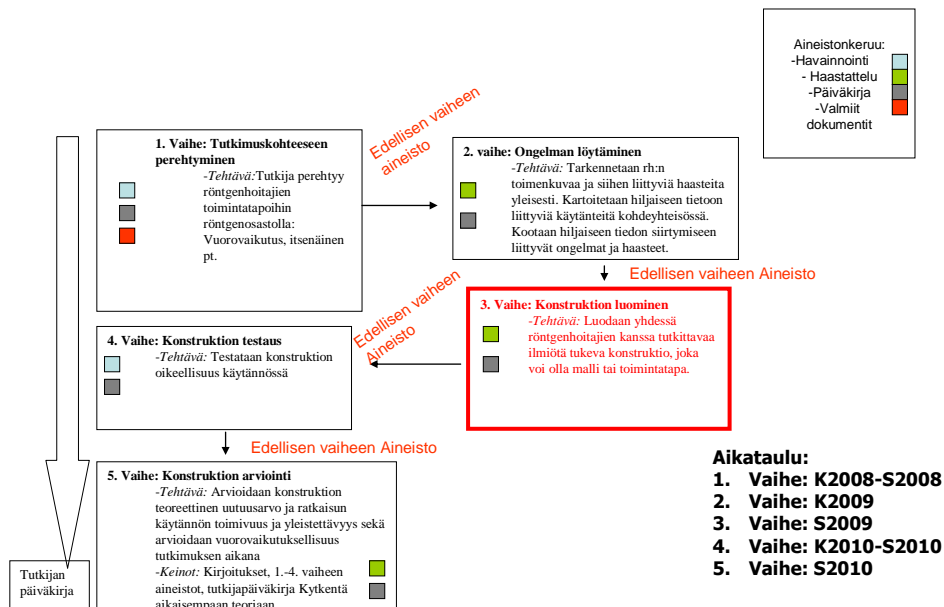 Aineistonkeruu:
-Havainnointi
- Haastattelu
-Päiväkirja
-Valmiit
dokumentit
1. Vaihe: Tutkimuskohteeseen
perehtyminen
-Tehtävä:Tutkija perehtyy
röntgenhoitajien
toimintatapoihin
röntgenosastolla:
Vuorovaikutus, itsenäinen
pt.
Edellisen vaiheen
aineisto
2. vaihe: Ongelman löytäminen
-Tehtävä: Tarkennetaan rh:n
toimenkuvaa ja siihen liittyviä haasteita
yleisesti. Kartoitetaan hiljaiseen tietoon
liittyviä käytänteitä kohdeyhteisössä.
Kootaan hiljaisen tiedon siirtymiseen
liittyvät ongelmat ja haasteet.
Edellisen vaiheen Aineisto
3. Vaihe: Konstruktion luominen
-Tehtävä: Luodaan yhdessä
röntgenhoitajien kanssa tutkittavaa
ilmiötä tukeva konstruktio, joka
voi olla malli tai toimintatapa.
Edellisen vaiheen
Aineisto
4. Vaihe: Konstruktion testaus
-Tehtävä: Testataan konstruktion
oikeellisuus käytännössä
Edellisen vaiheen Aineisto
5. Vaihe: Konstruktion arviointi
-Tehtävä: Arvioidaan konstruktion
teoreettinen uutuusarvo ja ratkaisun
käytännön toimivuus ja yleistettävyys sekä
arvioidaan vuorovaikutuksellisuus
tutkimuksen aikana
-Keinot: Kirjoitukset, 1.-4. vaiheen
aineistot, tutkijapäiväkirja Kytkentä
aikaisempaan teoriaan
Tutkijan
päiväkirja
Aikataulu:
1. Vaihe: K2008-S2008
2. Vaihe: K2009
3. Vaihe: S2009
4. Vaihe: K2010-S2010
5. Vaihe: S2010